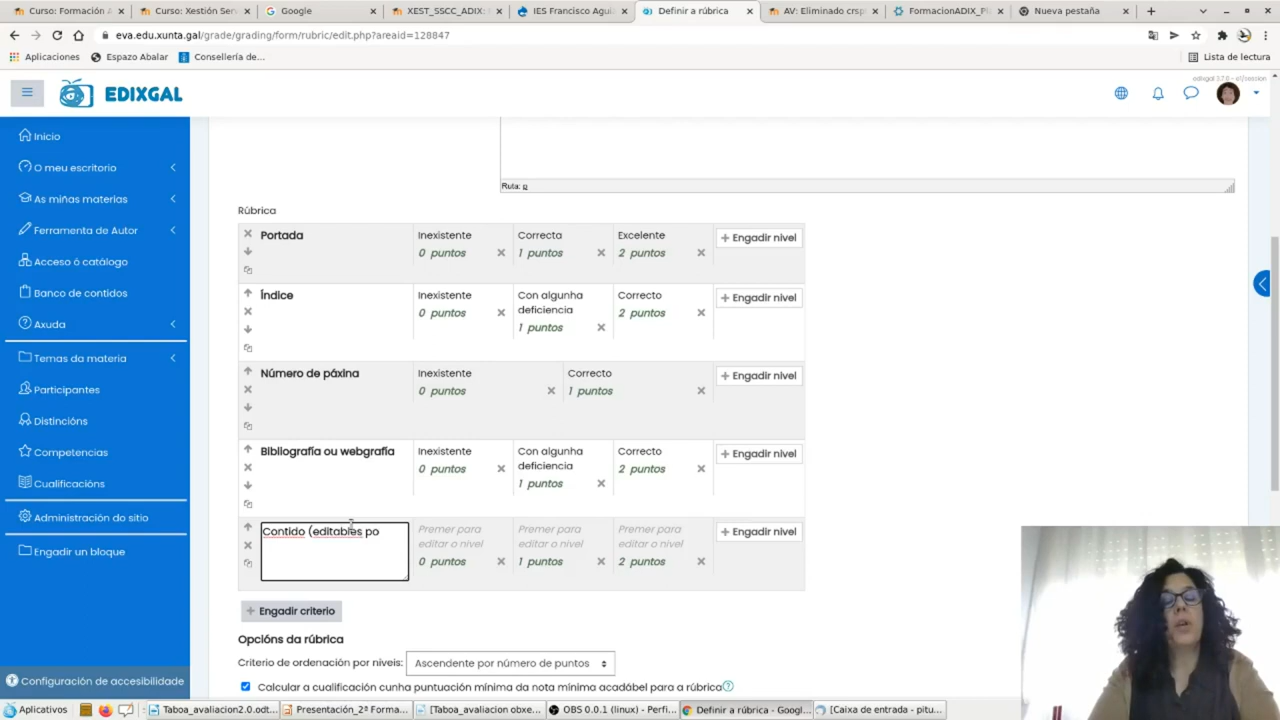 Curso: Formación A
Curso: Xestión Ser
Google
XEST_SSCC_ADIX:
IES Francisco Agui
Definir a rúbrica
AV: Eliminado crsp
FormacionADIX_Pl
Nueva pestaña
eva.edu.xunta.gal/grade/grading/form/rubric/edit.php?areaid=128847
Aplicaciones
Espazo Abalar
Consellería de...
Lista de lectura
EDIXGAL
Inicio
O meu escritorio
As miñas materias
Ferramenta de Autor
Acceso ó catálogo
Banco de contidos
Axuda
Temas da materia
Participantes
Distincións
Competencias
Cualificacións
Administración do sitio
Engadir un bloque
Configuración de accesibilidade
Ruta: p
Rúbrica
Portada
Inexistente
0 puntos
Correcta
1 puntos
Excelente
2 puntos
+ Engadir nivel
Índice
Inexistente
0 puntos
Con algunha
deficiencia
1 puntos
Correcto
2 puntos
+ Engadir nivel
Número de páxina
Inexistente
0 puntos
Correcto
1 puntos
+ Engadir nivel
Bibliografía ou webgrafía
Inexistente
0 puntos
Con algunha
deficiencia
1 puntos
Correcto
2 puntos
+ Engadir nivel
Contido (editables po
Premer para
editar o nivel
0 puntos
Premer para
editar o nivel
1 puntos
Premer para
editar o nivel
2 puntos
+ Engadir nivel
+ Engadir criterio
Opcións da rúbrica
Criterio de ordenación por niveis:
Ascendente por número de puntos
Calcular a cualificación cunha puntuación mínima da nota mínima acadábel para a rúbrica
Aplicativos
Taboa_avaliacion2.0.odt...
Presentación_2ª Forma...
[Taboa_avaliacion obxe...
OBS 0.0.1 (linux) - Perfi...
Definir a rúbrica - Googl...
[Caixa de entrada - pitu...